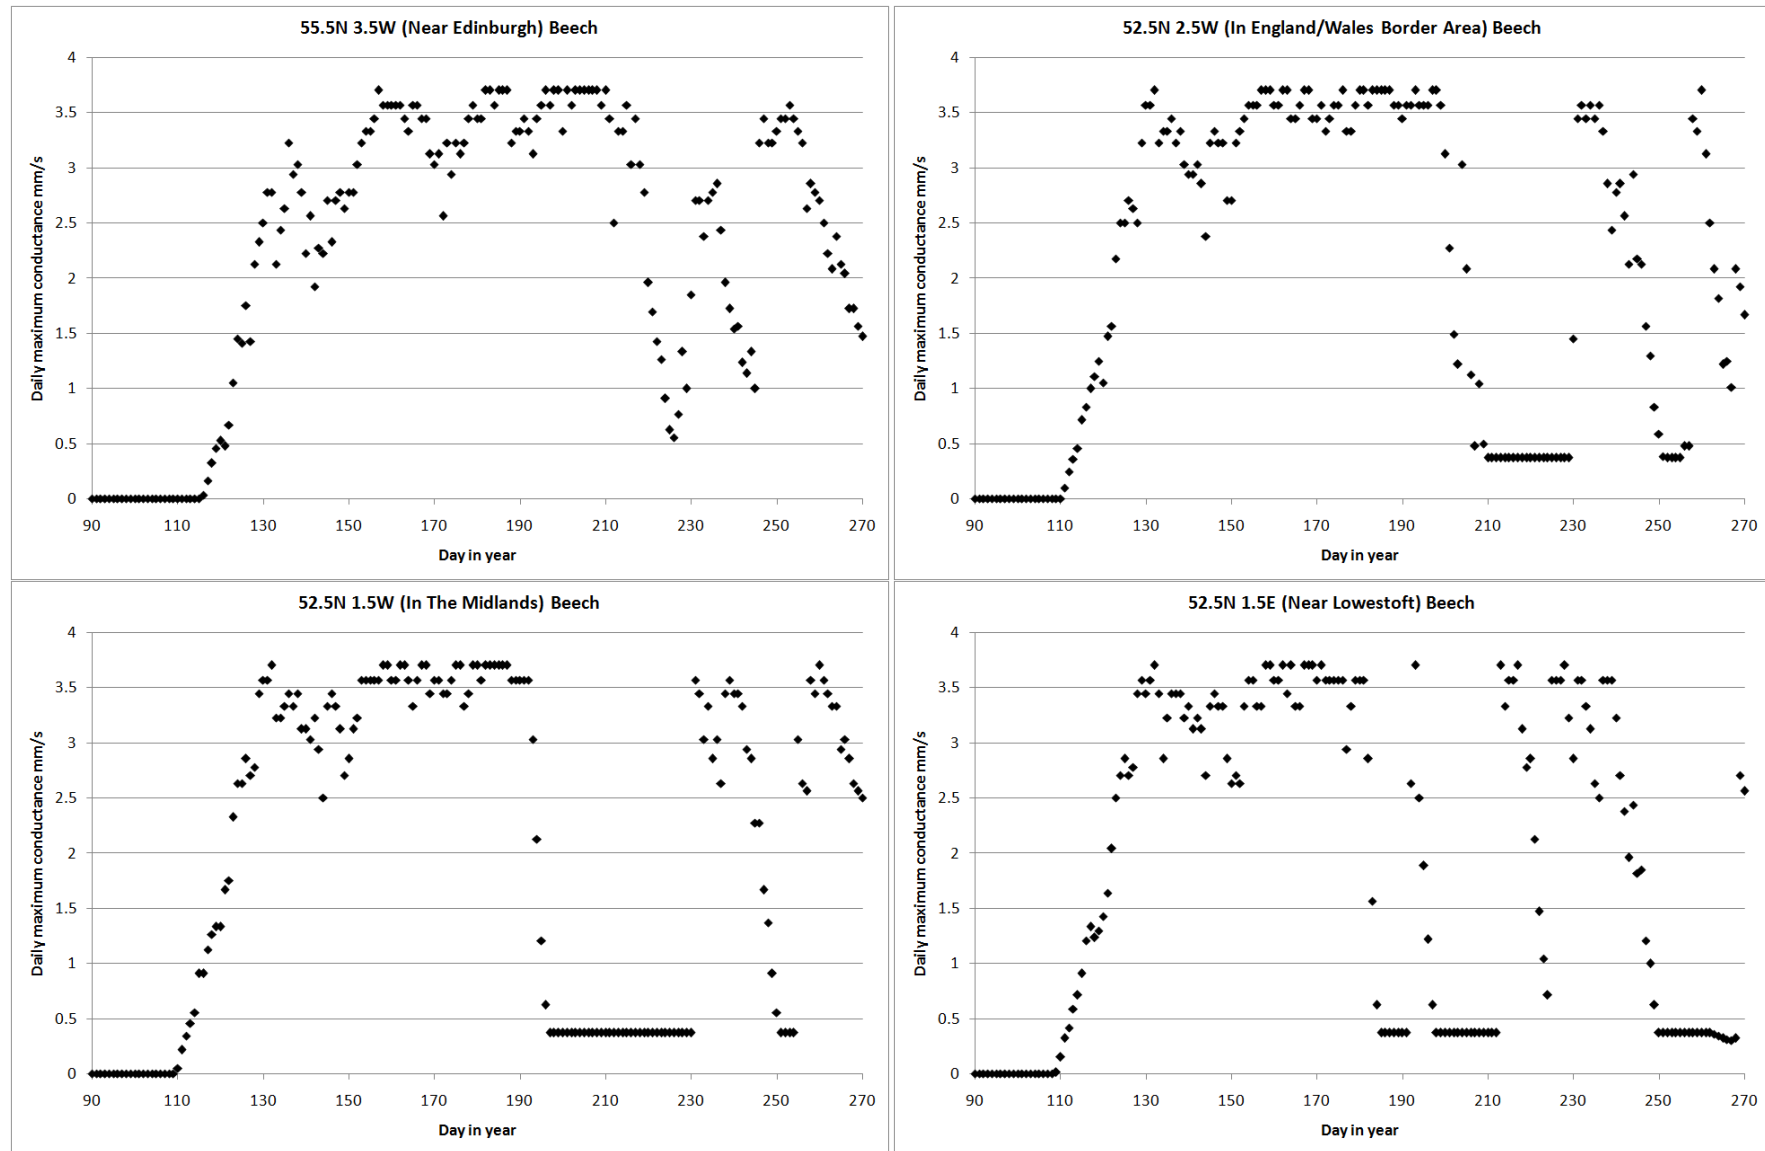 55.5N 3.5W (Near Edinburgh) Beech
Daily maximum conductance mm/s
4
3.5
3
2.5
2
1.5
1
0.5
0
90 110 130 150 170 190 210 230 250 270
Day in year
52.5N 2.5W (In England/Wales Border Area) Beech
Daily maximum conductance mm/s
4
3.5
3
2.5
2
1.5
1
0.5
0
90 110 130 150 170 190 210 230 250 270
Day in year
52.5N 1.5W (In The Midlands) Beech
Daily maximum conductance mm/s
4
3.5
3
2.5
2
1.5
1
0.5
0
90 110 130 150 170 190 210 230 250 270
Day in year
52.5N 1.5E (Near Lowestoft) Beech
Daily maximum conductance mm/s
4
3.5
3
2.5
2
1.5
1
0.5
0
90 110 130 150 170 190 210 230 250 270
Day in year